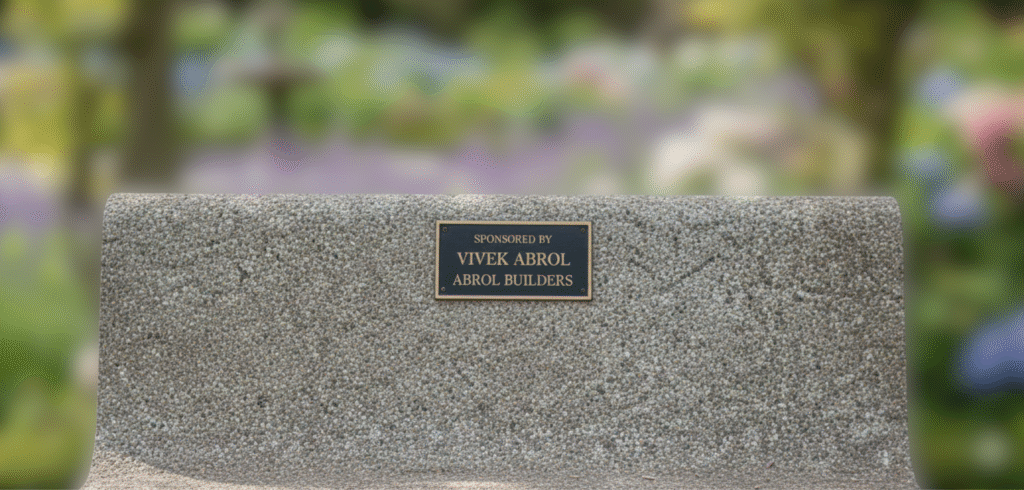 SPONSORED BY
VIVEK ABROL
ABROL BUILDERS